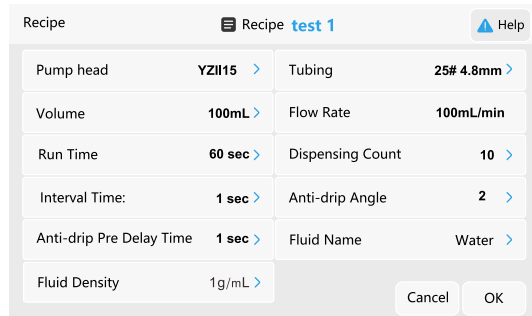 Recipe
Recipe test 1
Help
Pump head YZII15 >
Tubing 25# 4.8mm >
Volume 100mL >
Flow Rate 100mL/min
Run Time 60 sec >
Dispensing Count 10 >
Interval Time: 1 sec >
Anti-drip Angle 2 >
Anti-drip Pre Delay Time 1 sec >
Fluid Name Water >
Fluid Density 1g/mL >
Cancel
OK